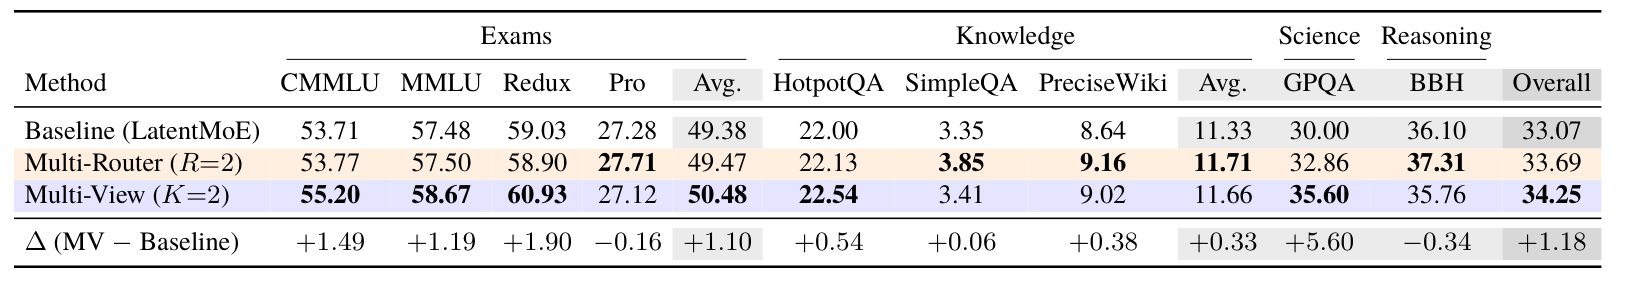 Exams Knowledge Science Reasoning
Method CMMLU MMLU Redux Pro Avg. HotpotQA SimpleQA PreciseWiki Avg. GPQA BBH Overall
Baseline (LatentMoE) 53.71 57.48 59.03 27.28 49.38 22.00 3.35 8.64 11.33 30.00 36.10 33.07
Multi-Router (R=2) 53.77 57.50 58.90 27.71 49.47 22.13 3.85 9.16 11.71 32.86 37.31 33.69
Multi-View (K=2) 55.20 58.67 60.93 27.12 50.48 22.54 3.41 9.02 11.66 35.60 35.76 34.25
Δ (MV − Baseline) +1.49 +1.19 +1.90 −0.16 +1.10 +0.54 +0.06 +0.38 +0.33 +5.60 −0.34 +1.18